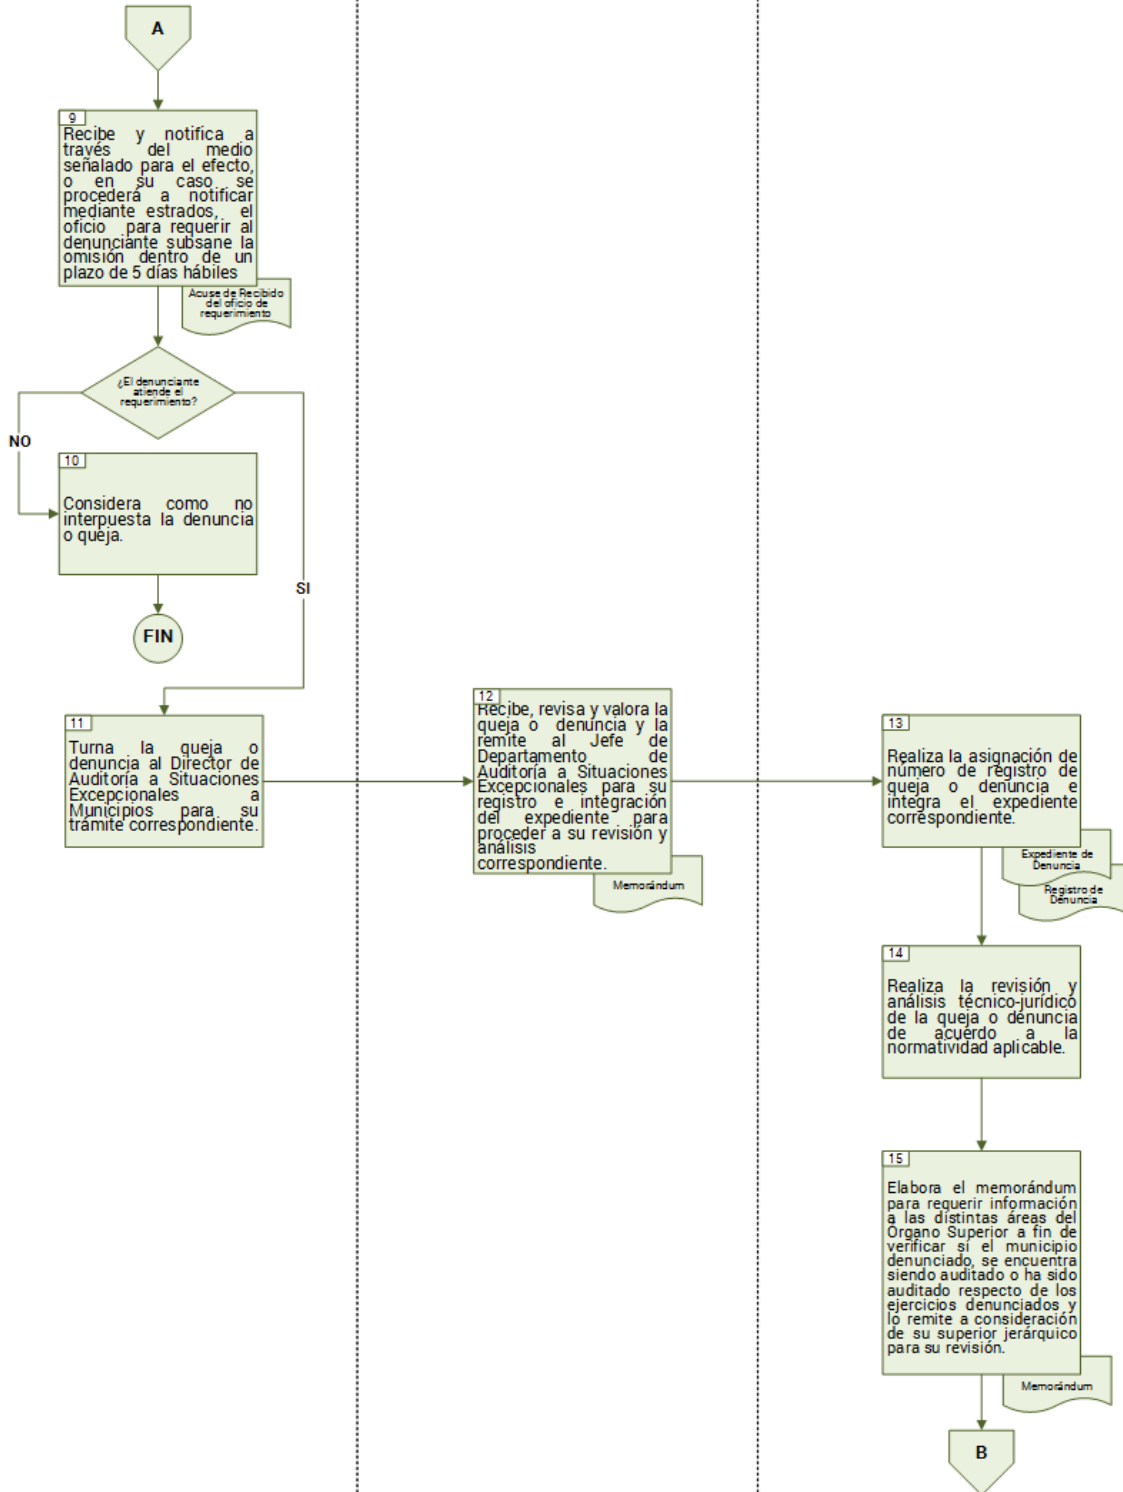 A
9
Recibe y notifica a
través del medio
señalado para el efecto,
o en su caso se
procederá a notificar
mediante estrados, el
oficio para requerir al
denunciante subsane la
omisión dentro de un
plazo de 5 días hábiles
Acuse de Recibido
del oficio de
requerimiento
¿El denunciante
atiende el
requerimiento?
NO
10
Considera como no
interpuesta la denuncia
o queja.
SI
FIN
11
Turna la queja o
denuncia al Director de
Auditoría a Situaciones
Excepcionales a
Municipios para su
trámite correspondiente.
12
Recibe, revisa y valora la
queja o denuncia y la
remite al Jefe de
Departamento de
Auditoría a Situaciones
Excepcionales para su
registro e integración
del expediente para
proceder a su revisión y
análisis
correspondiente.
Memorándum
13
Realiza la asignación de
número de registro de
queja o denuncia e
integra el expediente
correspondiente.
Expediente de
Denuncia
Registro de
Denuncia
14
Realiza la revisión y
análisis técnico-jurídico
de la queja o denuncia
de acuerdo a la
normatividad aplicable.
15
Elabora el memorándum
para requerir información
a las distintas áreas del
Órgano Superior a fin de
verificar si el municipio
denunciado, se encuentra
siendo auditado o ha sido
auditado respecto de los
ejercicios denunciados y
lo remite a consideración
de su superior jerárquico
para su revisión.
Memorándum
B